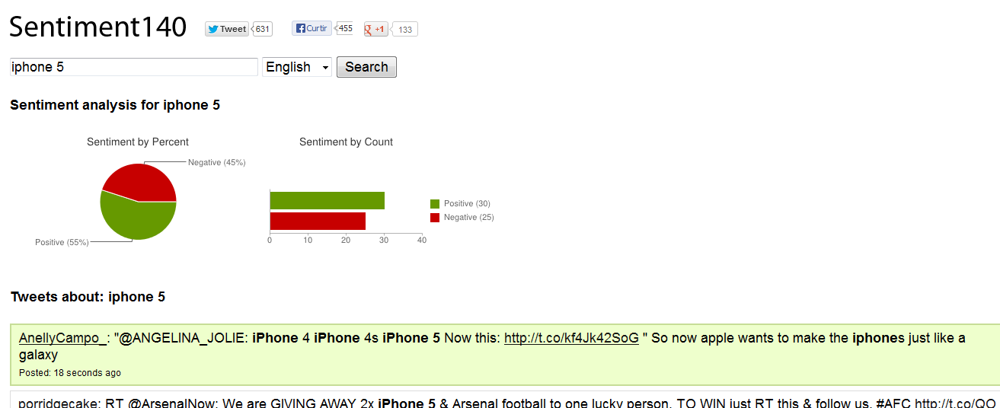 Sentiment140 Tweet 631 Curtir 455 +1 133
iphone 5 English Search
Sentiment analysis for iphone 5
Sentiment by Percent
Negative (45%)
Positive (55%)
Sentiment by Count
Positive (30)
Negative (25)
0 10 20 30 40
Tweets about: iphone 5
AnellyCampo_: "@ANGELINA_JOLIE: iPhone 4 iPhone 4s iPhone 5 Now this: http://t.co/kf4Jk42SoG " So now apple wants to make the iphones just like a
galaxy
Posted: 18 seconds ago
porridgecake: RT @ArsenalNow: We are GIVING AWAY 2x iPhone 5 & Arsenal football to one lucky person. TO WIN just RT this & follow us. #AFC http://t.co/QO